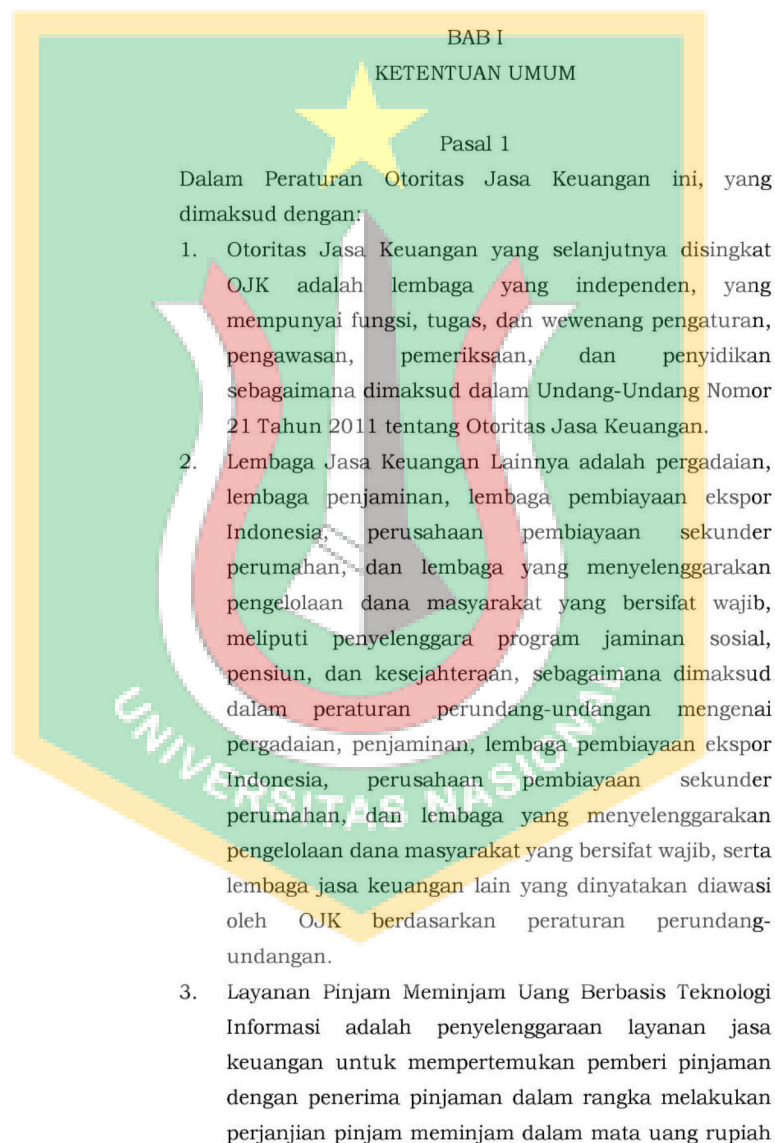 BAB I
KETENTUAN UMUM
Pasal 1
Dalam Peraturan Otoritas Jasa Keuangan ini, yang
dimaksud dengan:
1. Otoritas Jasa Keuangan yang selanjutnya disingkat
OJK adalah lembaga yang independen, yang
mempunyai fungsi, tugas, dan wewenang pengaturan,
pengawasan, pemeriksaan, dan penyidikan
sebagaimana dimaksud dalam Undang-Undang Nomor
21 Tahun 2011 tentang Otoritas Jasa Keuangan.
2. Lembaga Jasa Keuangan Lainnya adalah pergadaian,
lembaga penjaminan, lembaga pembiayaan ekspor
Indonesia, perusahaan pembiayaan sekunder
perumahan, dan lembaga yang menyelenggarakan
pengelolaan dana masyarakat yang bersifat wajib,
meliputi penyelenggara program jaminan sosial,
pensiun, dan kesejahteraan, sebagaimana dimaksud
dalam peraturan perundang-undangan mengenai
pergadaian, penjaminan, lembaga pembiayaan ekspor
Indonesia, perusahaan pembiayaan sekunder
perumahan, dan lembaga yang menyelenggarakan
pengelolaan dana masyarakat yang bersifat wajib, serta
lembaga jasa keuangan lain yang dinyatakan diawasi
oleh OJK berdasarkan peraturan perundang-
undangan.
3. Layanan Pinjam Meminjam Uang Berbasis Teknologi
Informasi adalah penyelenggaraan layanan jasa
keuangan untuk mempertemukan pemberi pinjaman
dengan penerima pinjaman dalam rangka melakukan
perjanjian pinjam meminjam dalam mata uang rupiah
UNIVERSITAS NASIONAL